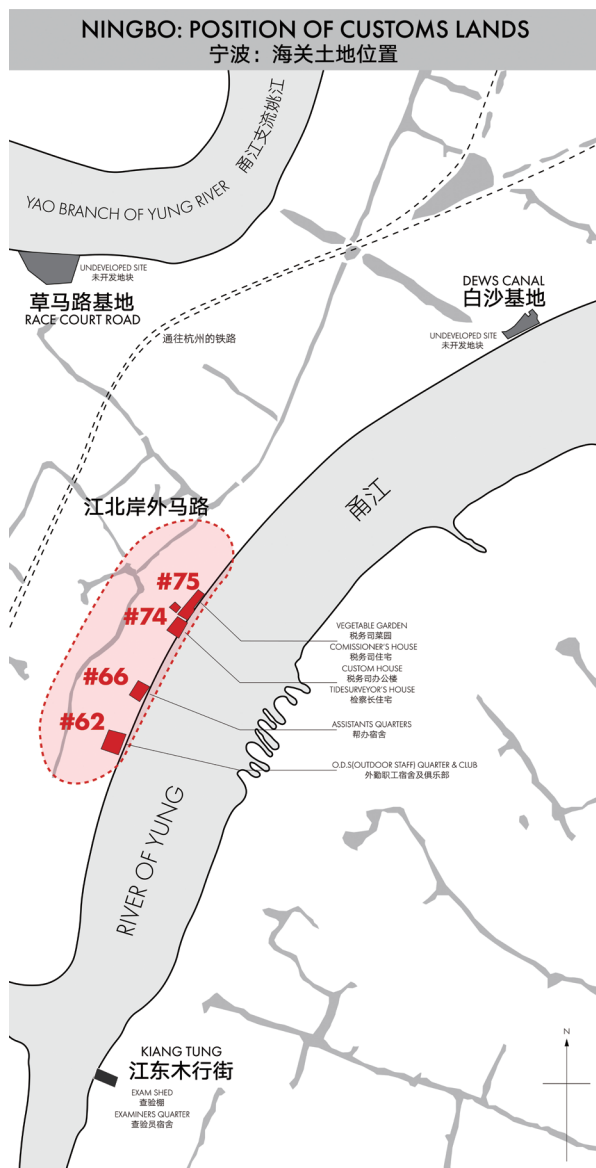 NINGBO: POSITION OF CUSTOMS LANDS
宁波：海关土地位置
甬江支流姚江
YAO BRANCH OF YUNG RIVER
UNDEVELOPED SITE
未开发地块
草马路基地
RACE COURT ROAD
DEWS CANAL
白沙基地
UNDEVELOPED SITE
未开发地块
通往杭州的铁路
江北岸外马路
甬江
#75
#74
#66
#62
VEGETABLE GARDEN
税务司菜园
COMISSIONER'S HOUSE
税务司住宅
CUSTOM HOUSE
税务司办公楼
TIDESURVEYOR'S HOUSE
检察长住宅
ASSISTANTS QUARTERS
帮办宿舍
O.D.S(OUTDOOR STAFF) QUARTER & CLUB
外勤职工宿舍及俱乐部
RIVER OF YUNG
KIANG TUNG
江东木行街
EXAM SHED
查验棚
EXAMINERS QUARTER
查验员宿舍
N